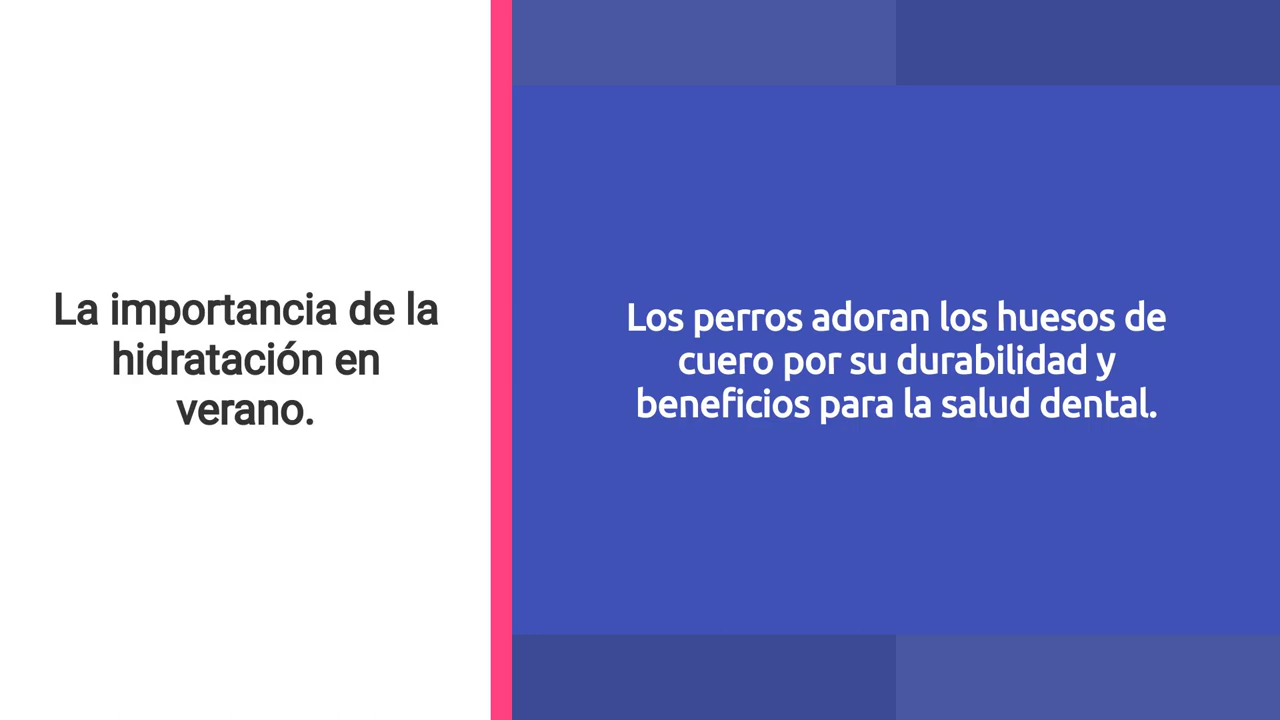 La importancia de la
hidratación en
verano.
Los perros adoran los huesos de
cuero por su durabilidad y
beneficios para la salud dental.